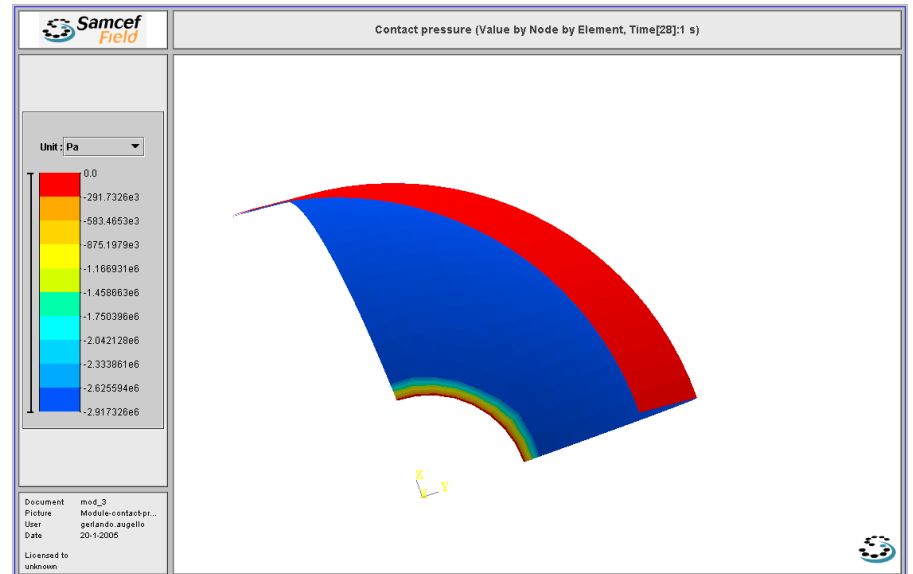 Samcef
Field
Contact pressure (Value by Node by Element, Time[28]:1 s)
Unit : Pa
0.0
-291.7326e3
-583.4653e3
-875.1979e3
-1.166931e6
-1.458663e6
-1.750396e6
-2.042128e6
-2.333861e6
-2.625594e6
-2.917326e6
Z
X Y
Document mod_3
Picture Module-contact-pr...
User gerlando.augello
Date 20-1-2005
Licensed to
unknown